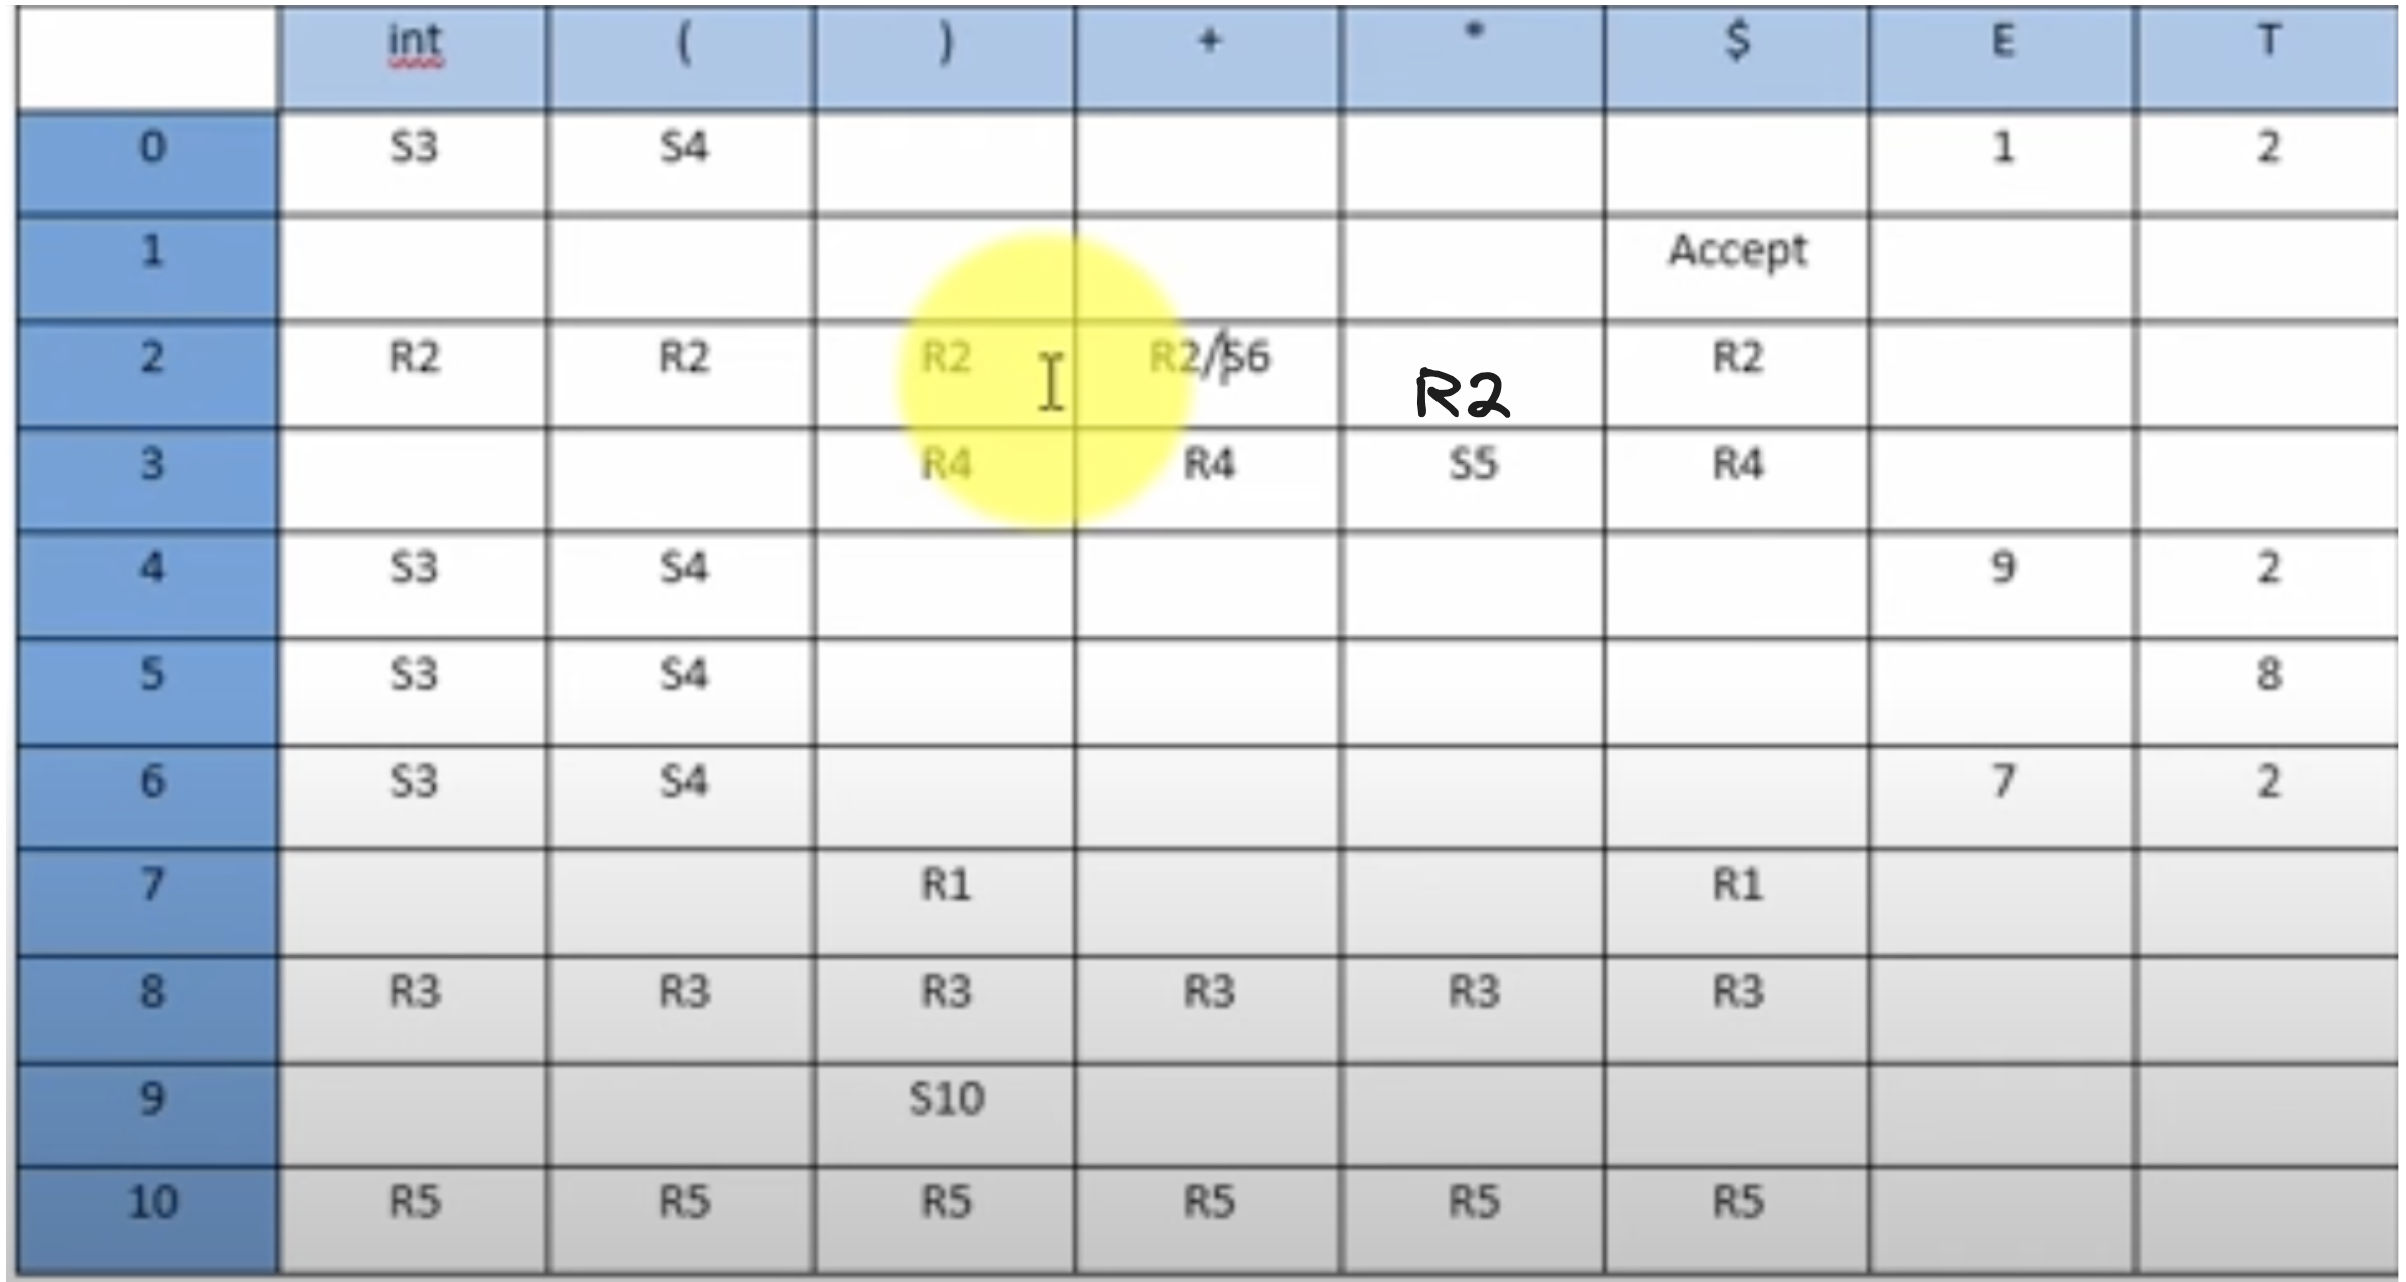 int ( ) + * $ E T
0 S3 S4 1 2
1 Accept
2 R2 R2 R2 R2/S6 R2 R2
3 R4 R4 S5 R4
4 S3 S4 9 2
5 S3 S4 8
6 S3 S4 7 2
7 R1 R1
8 R3 R3 R3 R3 R3 R3
9 S10
10 R5 R5 R5 R5 R5 R5